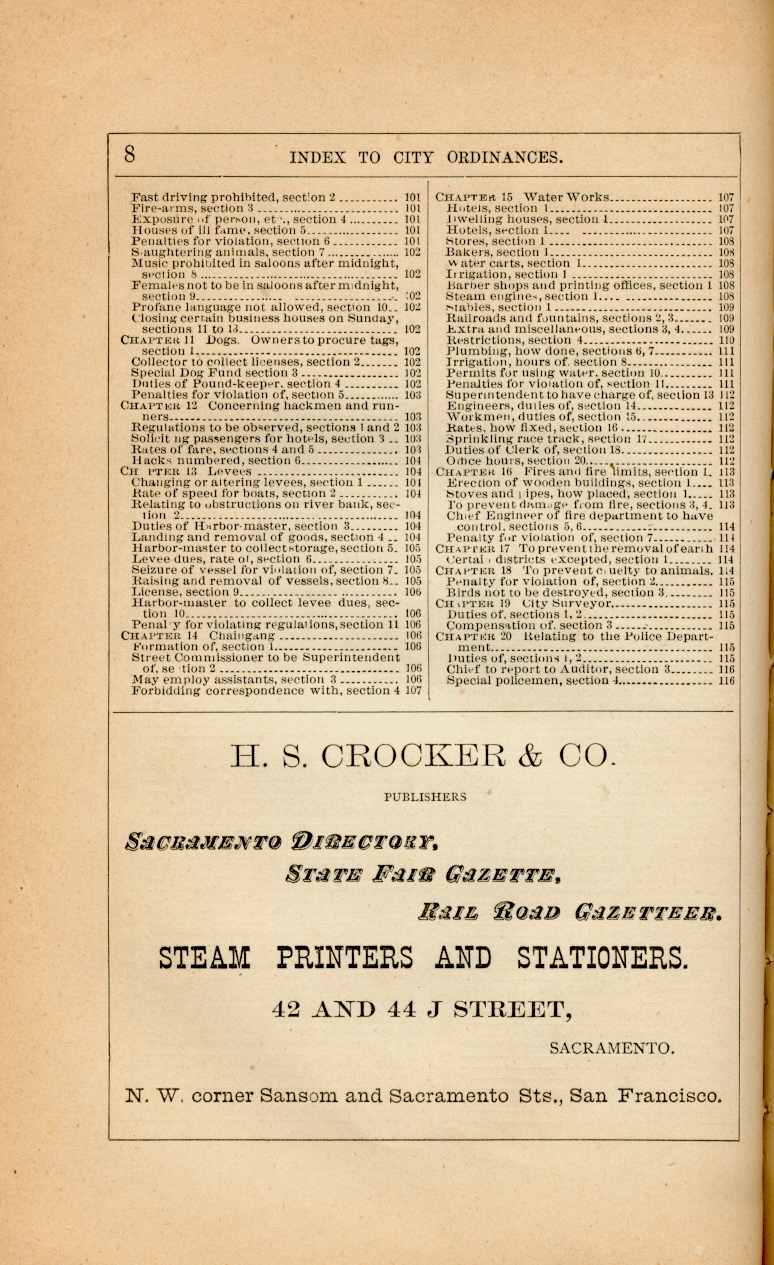 8
INDEX TO CITY ORDINANCES.
Fast driving prohibited, section 2 .......... 101
Fire-arms, section 3 .......... 101
Exposure of person, etc., section 4 .......... 101
Houses of ill fame, section 5 .......... 101
Penalties for violation, section 6 .......... 101
Slaughtering animals, section 7 .......... 102
Music prohibited in saloons after midnight,
section 8 .......... 102
Females not to be in saloons after midnight,
section 9 .......... 102
Profane language not allowed, section 10.. 102
Closing certain business houses on Sunday,
sections 11 to 13 .......... 102
CHAPTER 11 Dogs. Owners to procure tags,
section 1 .......... 102
Collector to collect licenses, section 2 .......... 102
Special Dog Fund section 3 .......... 102
Duties of Pound-keeper. section 4 .......... 102
Penalties for violation of, section 5 .......... 103
CHAPTER 12 Concerning hackmen and run-
ners .......... 103
Regulations to be observed, sections 1 and 2 103
Solicit ng passengers for hotels, section 3 .. 103
Rates of fare, sections 4 and 5 .......... 103
Hacks numbered, section 6 .......... 104
CH PTER 13 Levees .......... 104
Changing or altering levees, section 1 ...... 104
Rate of speed for boats, section 2 .......... 104
Relating to obstructions on river bank, sec-
tion 2 .......... 104
Duties of Harbor-master, section 3 .......... 104
Landing and removal of goods, section 4 .. 104
Harbor-master to collect storage, section 5. 105
Levee dues, rate of, section 6 .......... 105
Seizure of vessel for violation of, section 7. 105
Raising and removal of vessels, section 8.. 105
License, section 9 .......... 106
Harbor-master to collect levee dues, sec-
tion 10 .......... 106
Penal y for violating regulations, section 11 106
CHAPTER 14 Chaingang .......... 106
Formation of, section 1 .......... 106
Street Commissioner to be Superintendent
of, se tion 2 .......... 106
May employ assistants, section 3 .......... 106
Forbidding correspondence with, section 4 107
CHAPTER 15 Water Works .......... 107
Hotels, section 1 .......... 107
Dwelling houses, section 1 .......... 107
Hotels, section 1 .......... 107
Stores, section 1 .......... 108
Bakers, section 1 .......... 108
Water carts, section 1 .......... 108
Irrigation, section 1 .......... 108
Barber shops and printing offices, section 1 108
Steam engines, section 1 .......... 108
Stables, section 1 .......... 109
Railroads and fountains, sections 2, 3 ...... 109
Extra and miscellaneous, sections 3, 4 ..... 109
Restrictions, section 4 .......... 110
Plumbing, how done, sections 6, 7 .......... 111
Irrigation, hours of. section 8 .......... 111
Permits for using water. section 10 .......... 111
Penalties for violation of, section 11 ........ 111
Superintendent to have charge of, section 13 112
Engineers, duties of, section 14 .......... 112
Workmen, duties of, section 15 .......... 112
Rates, how fixed, section 16 .......... 112
Sprinkling race track, section 17 .......... 112
Duties of Clerk of, section 18 .......... 112
Office hours, section 20 .......... 112
CHAPTER 16 Fires and fire limits, section 1. 113
Erection of wooden buildings, section 1 .... 113
Stoves and pipes, how placed, section 1 ..... 113
To prevent damage from fire, sections 3, 4. 113
Chief Engineer of fire department to have
control, sections 5, 6 .......... 114
Penalty for violation of, section 7 .......... 114
CHAPTER 17 To prevent the removal of earth 114
Certai districts excepted, section 1 .......... 114
CHAPTER 18 To prevent c uelty to animals. 114
Penalty for violation of, section 2 .......... 115
Birds not to be destroyed, section 3 .......... 115
CHAPTER 19 City Surveyor .......... 115
Duties of, sections 1, 2 .......... 115
Compensation of. section 3 .......... 115
CHAPTER 20 Relating to the Police Depart-
ment .......... 115
Duties of, sections 1, 2 .......... 115
Chief to report to Auditor, section 3 ........ 116
Special policemen, section 4 .......... 116
H. S. CROCKER & CO.
PUBLISHERS
SACRAMENTO DIRECTORY,
STATE FAIR GAZETTE,
RAIL ROAD GAZETTEER.
STEAM PRINTERS AND STATIONERS.
42 AND 44 J STREET,
SACRAMENTO.
N. W. corner Sansom and Sacramento Sts., San Francisco.